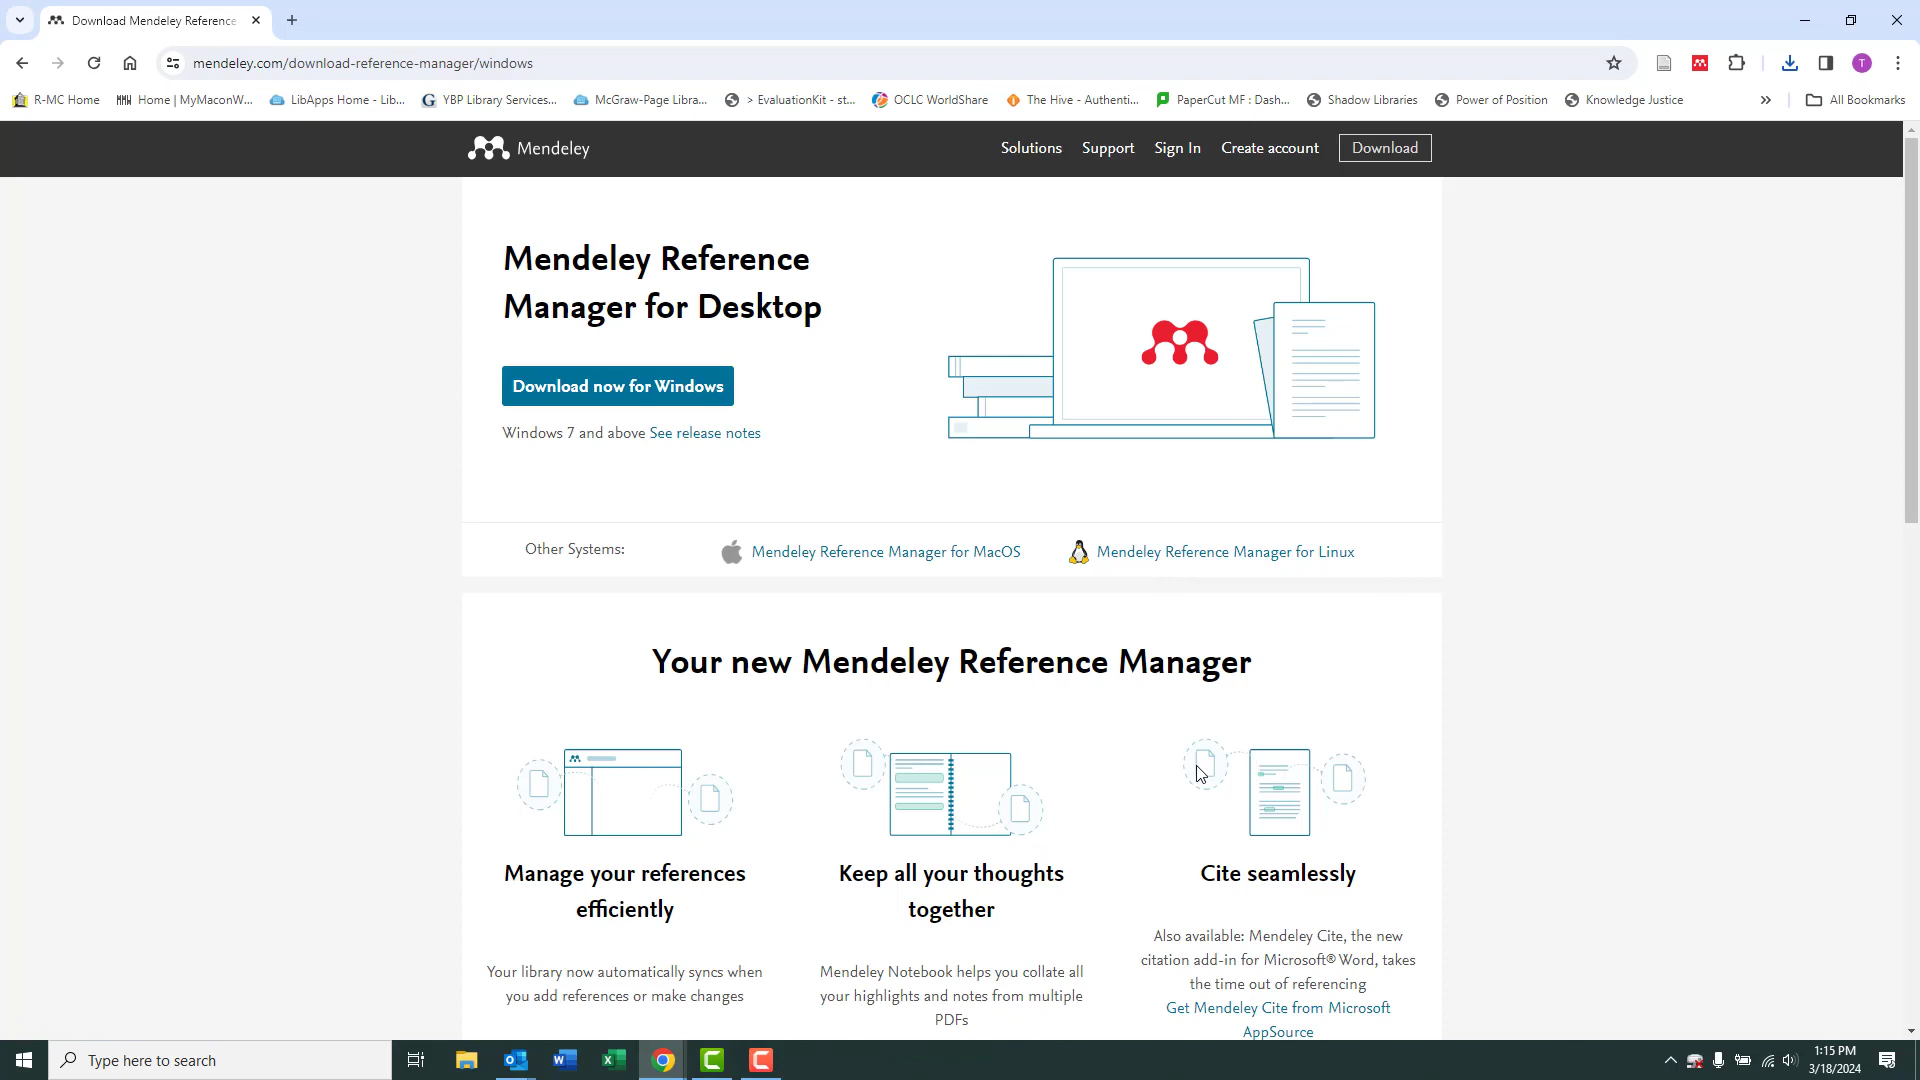 Download Mendeley Reference
mendeley.com/download-reference-manager/windows
T
R-MC Home
Home | MyMaconW...
LibApps Home - Lib...
YBP Library Services...
McGraw-Page Libra...
> EvaluationKit - st...
OCLC WorldShare
The Hive - Authenti...
PaperCut MF : Dash...
Shadow Libraries
Power of Position
Knowledge Justice
»
All Bookmarks
Mendeley
Solutions
Support
Sign In
Create account
Download
Mendeley Reference
Manager for Desktop
Download now for Windows
Windows 7 and above See release notes
Other Systems:
Mendeley Reference Manager for MacOS
Mendeley Reference Manager for Linux
Your new Mendeley Reference Manager
Manage your references
efficiently
Your library now automatically syncs when
you add references or make changes
Keep all your thoughts
together
Mendeley Notebook helps you collate all
your highlights and notes from multiple
PDFs
Cite seamlessly
Also available: Mendeley Cite, the new
citation add-in for Microsoft® Word, takes
the time out of referencing
Get Mendeley Cite from Microsoft
AppSource
Type here to search
1:15 PM
3/18/2024